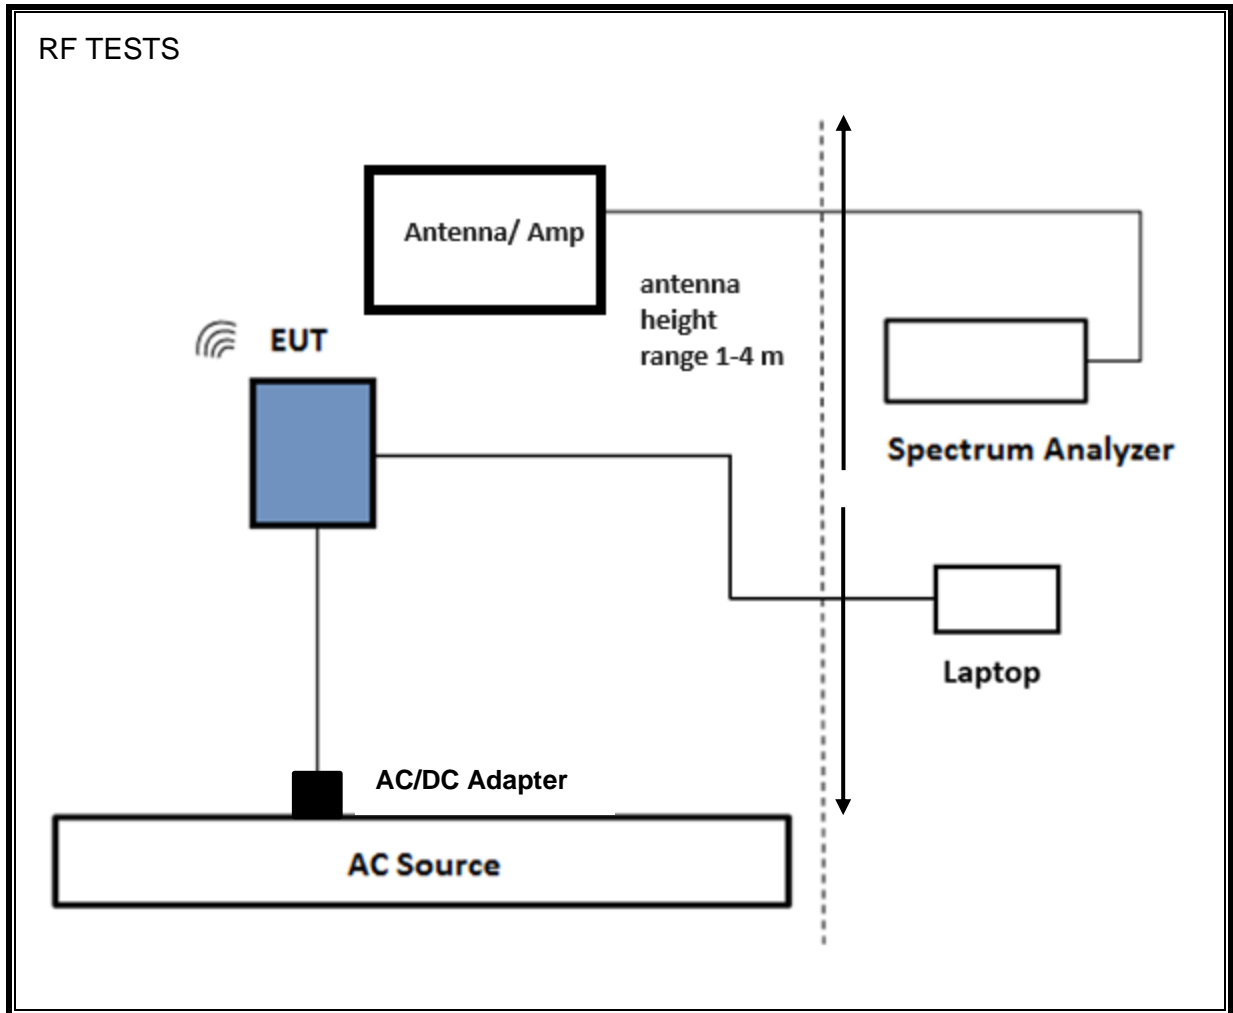 RF TESTS
Antenna/ Amp
antenna
height
range 1-4 m
EUT
Spectrum Analyzer
Laptop
AC/DC Adapter
AC Source